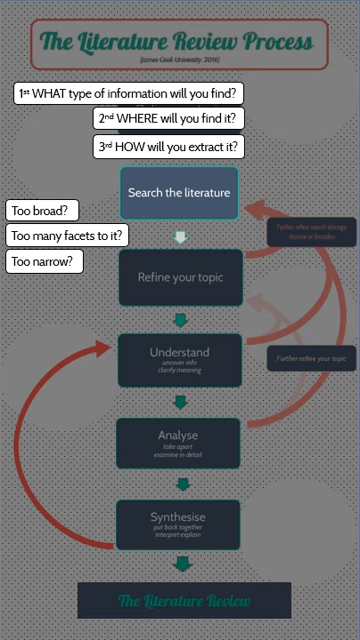 The Literature Review Process
(James Cook University, 2016)
1st WHAT type of information will you find?
2nd WHERE will you find it?
3rd HOW will you extract it?
Search the literature
Too broad?
Too many facets to it?
Too narrow?
Further refine search strategy
Narrow or broaden
Refine your topic
Understand
uncover info
clarify meaning
Further refine your topic
Analyse
take apart
examine in detail
Synthesise
put back together
interpret explain
The Literature Review